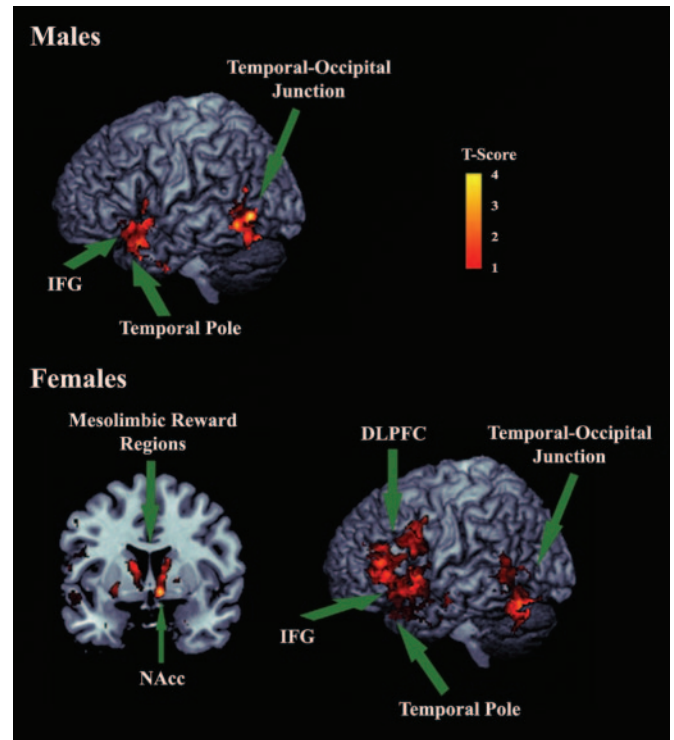 Males
Temporal-Occipital
Junction
T-Score
4
3
2
1
IFG
Temporal Pole
Females
Mesolimbic Reward
Regions
DLPFC
Temporal-Occipital
Junction
IFG
NAcc
Temporal Pole